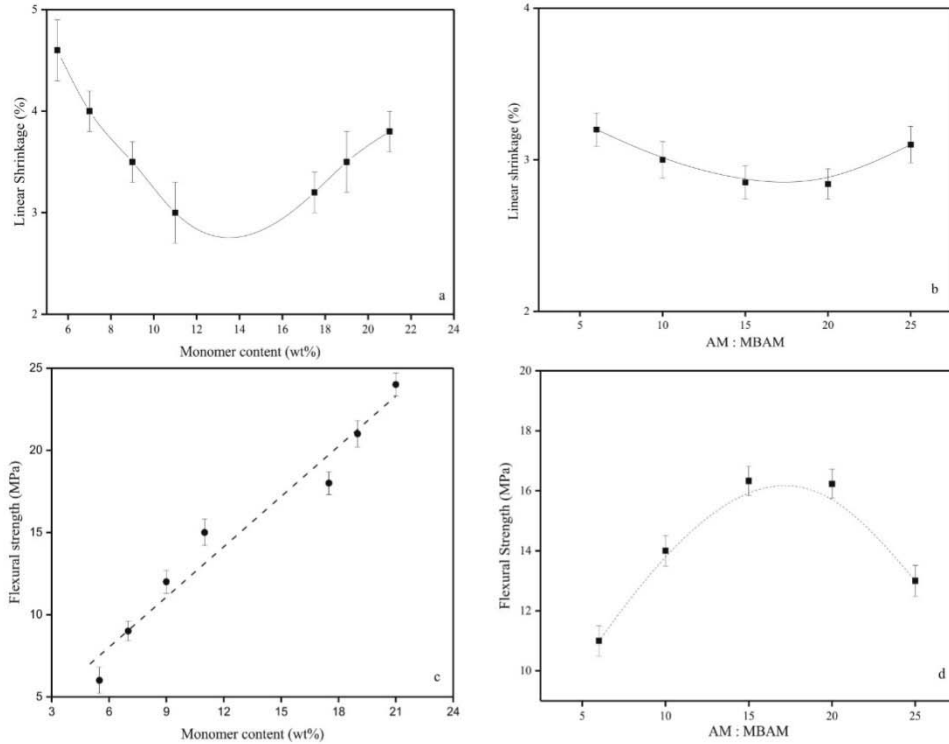 5
4
3
2
Linear Shrinkage (%)
6 8 10 12 14 16 18 20 22 24
Monomer content (wt%)
a
4
3
2
Linear shrinkage (%)
5 10 15 20 25
AM : MBAM
b
25
20
15
10
5
Flexural strength (MPa)
3 6 9 12 15 18 21 24
Monomer content (wt%)
c
20
18
16
14
12
10
Flexural Strength (MPa)
5 10 15 20 25
AM : MBAM
d